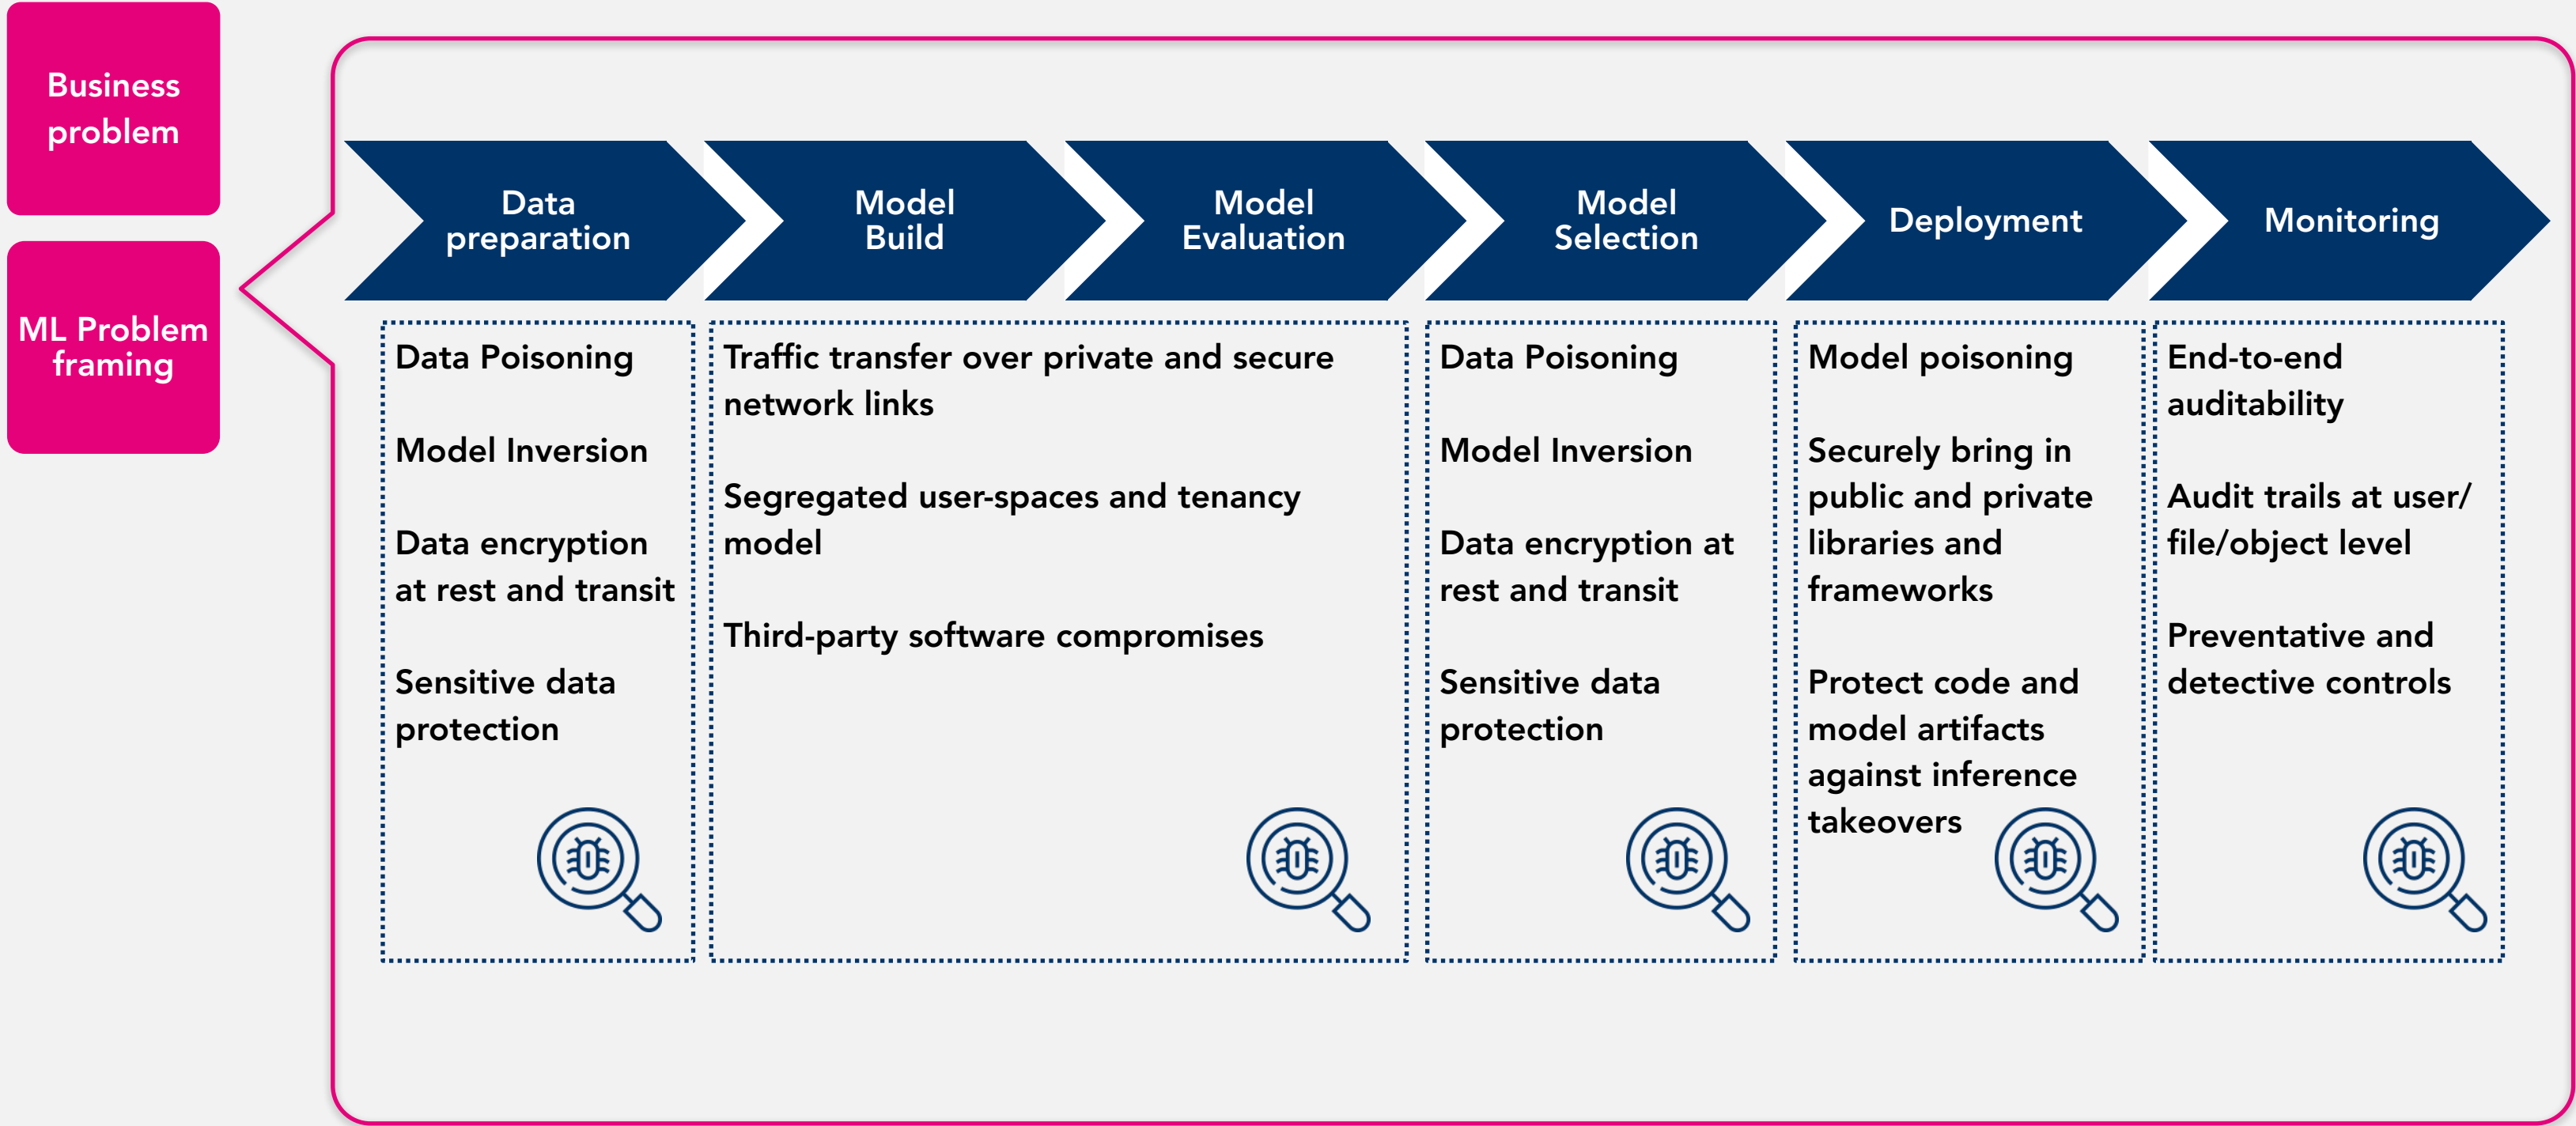 Business
problem
ML Problem
framing
Data
preparation
Model
Build
Model
Evaluation
Model
Selection
Deployment
Monitoring
Data Poisoning
Model Inversion
Data encryption
at rest and transit
Sensitive data
protection
Traffic transfer over private and secure
network links
Segregated user-spaces and tenancy
model
Third-party software compromises
Data Poisoning
Model Inversion
Data encryption at
rest and transit
Sensitive data
protection
Model poisoning
Securely bring in
public and private
libraries and
frameworks
Protect code and
model artifacts
against inference
takeovers
End-to-end
auditability
Audit trails at user/
file/object level
Preventative and
detective controls